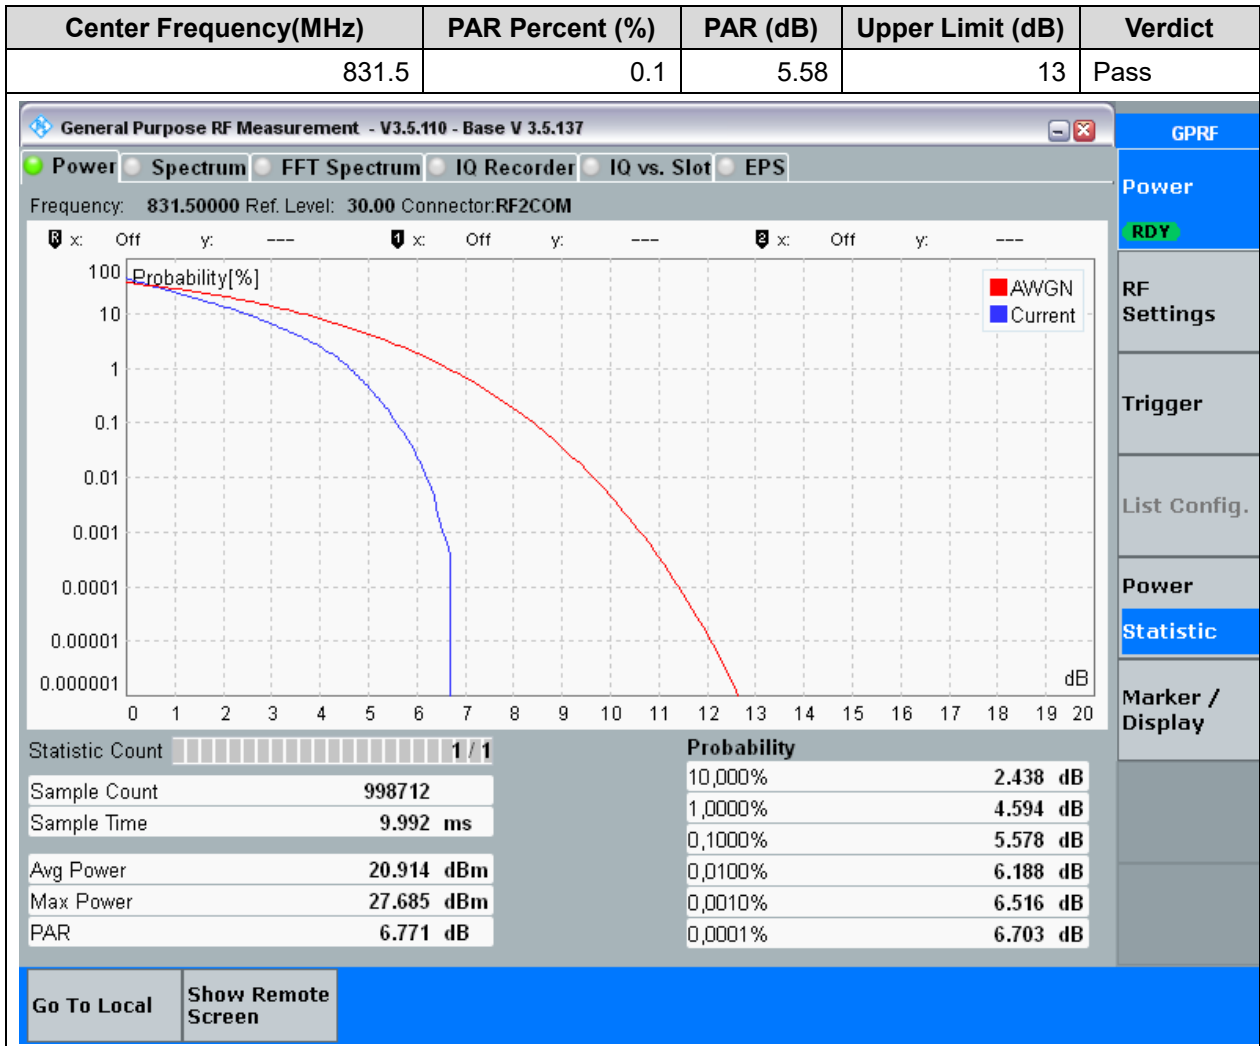 Center Frequency(MHz) PAR Percent (%) PAR (dB) Upper Limit (dB) Verdict
831.5 0.1 5.58 13 Pass
General Purpose RF Measurement - V3.5.110 - Base V 3.5.137
GPRF
Power Spectrum FFT Spectrum IQ Recorder IQ vs. Slot EPS
Power
RDY
Frequency: 831.50000 Ref. Level: 30.00 Connector:RF2COM
R x: Off y: --- 1 x: Off y: --- 2 x: Off y: ---
RF
Settings
Trigger
List Config.
Power
Statistic
Marker /
Display
Probability[%]
AWGN
Current
100
10
1
0.1
0.01
0.001
0.0001
0.00001
0.000001
dB
0 1 2 3 4 5 6 7 8 9 10 11 12 13 14 15 16 17 18 19 20
Statistic Count 1 / 1
Sample Count 998712
Sample Time 9.992 ms
Avg Power 20.914 dBm
Max Power 27.685 dBm
PAR 6.771 dB
Probability
10,000% 2.438 dB
1,0000% 4.594 dB
0,1000% 5.578 dB
0,0100% 6.188 dB
0,0010% 6.516 dB
0,0001% 6.703 dB
Go To Local
Show Remote
Screen